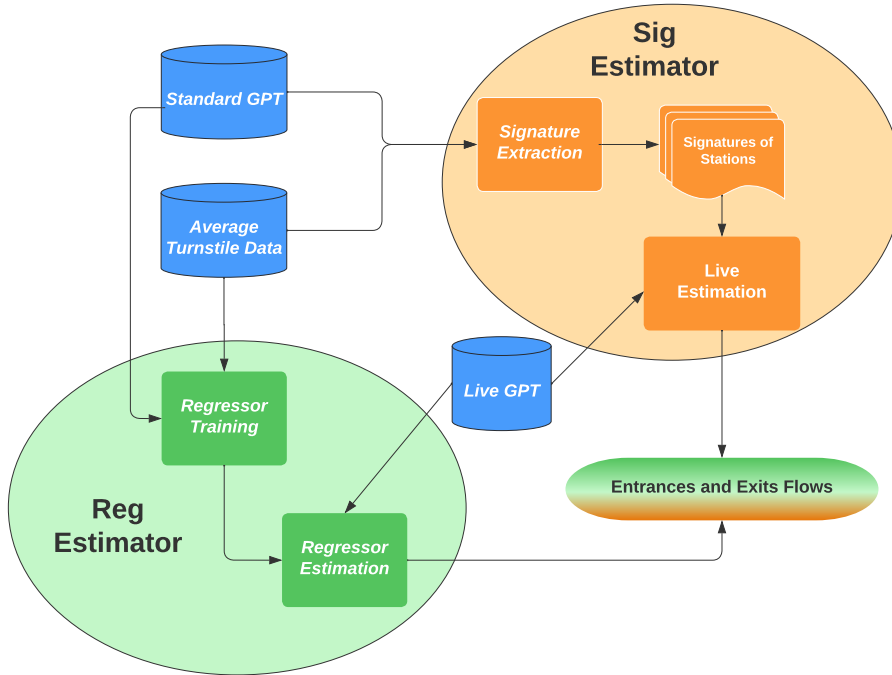 Sig
Estimator
Standard GPT
Signature
Extraction
Signatures of
Stations
Average
Turnstile Data
Live
Estimation
Live GPT
Regressor
Training
Entrances and Exits Flows
Reg
Estimator
Regressor
Estimation